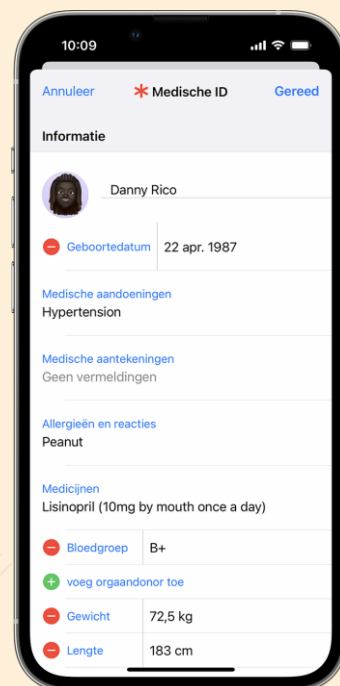 10:09
Annuleer Medische ID Gereed
Informatie
Danny Rico
Geboortedatum 22 apr. 1987
Medische aandoeningen
Hypertension
Medische aantekeningen
Geen vermeldingen
Allergieën en reacties
Peanut
Medicijnen
Lisinopril (10mg by mouth once a day)
Bloedgroep B+
voeg orgaandonor toe
Gewicht 72,5 kg
Lengte 183 cm